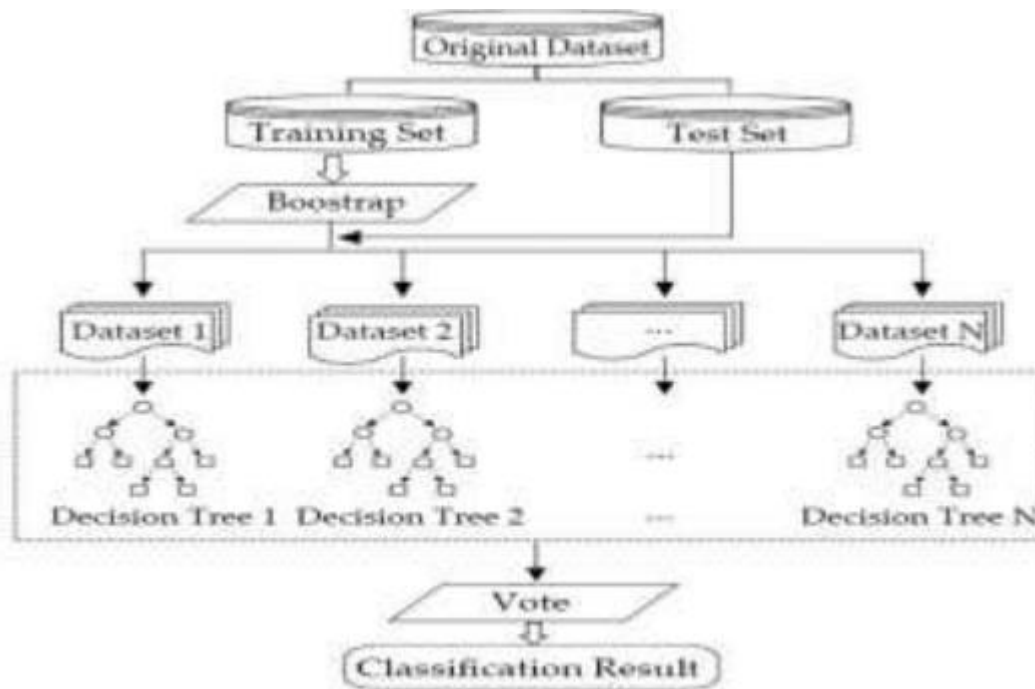 Original Dataset
Training Set
Test Set
Boostrap
Dataset 1
Dataset 2
...
Dataset N
...
Decision Tree 1
Decision Tree 2
...
Decision Tree N
Vote
Classification Result